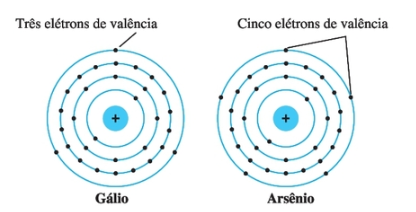 Três elétrons de valência
Cinco elétrons de valência
+
+
Gálio
Arsênio